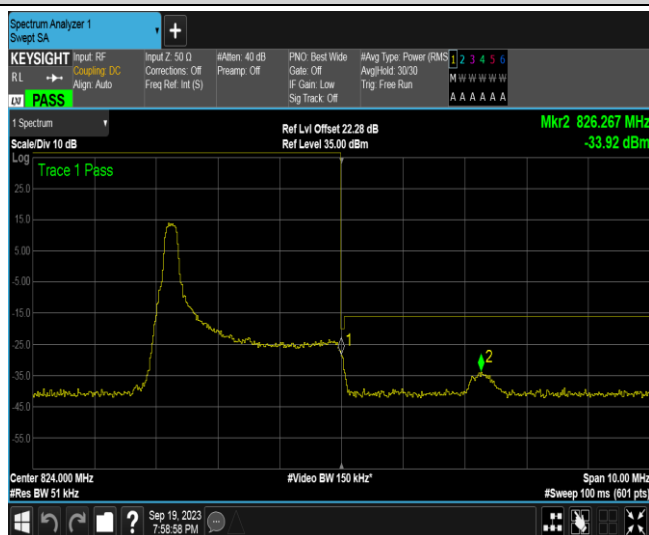 Spectrum Analyzer 1
Swept SA
KEYSIGHT
RL
LXI PASS
Input: RF
Coupling: DC
Align: Auto
Input Z: 50 Ω
Corrections: Off
Freq Ref: Int (S)
#Atten: 40 dB
Preamp: Off
PNO: Best Wide
Gate: Off
IF Gain: Low
Sig Track: Off
#Avg Type: Power (RMS
Avg|Hold: 30/30
Trig: Free Run
1 2 3 4 5 6
M W W W W W
A A A A A A
1 Spectrum
Scale/Div 10 dB
Ref Lvl Offset 22.28 dB
Ref Level 35.00 dBm
Mkr2 826.267 MHz
-33.92 dBm
Log
Trace 1 Pass
25.0
15.0
5.00
-5.00
-15.0
-25.0
-35.0
-45.0
-55.0
1
2
Center 824.000 MHz
#Res BW 51 kHz
#Video BW 150 kHz*
Span 10.00 MHz
#Sweep 100 ms (601 pts)
Sep 19, 2023
7:58:58 PM